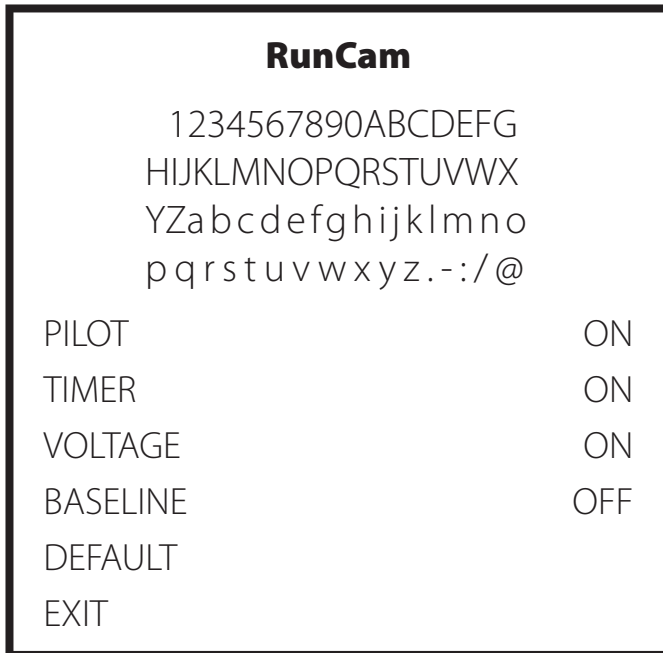 RunCam
1234567890ABCDEFG
HIJKLMNOPQRSTUVWX
YZabcdefghijklmno
pqrstuvwxyz.-:/@
PILOT ON
TIMER ON
VOLTAGE ON
BASELINE OFF
DEFAULT
EXIT